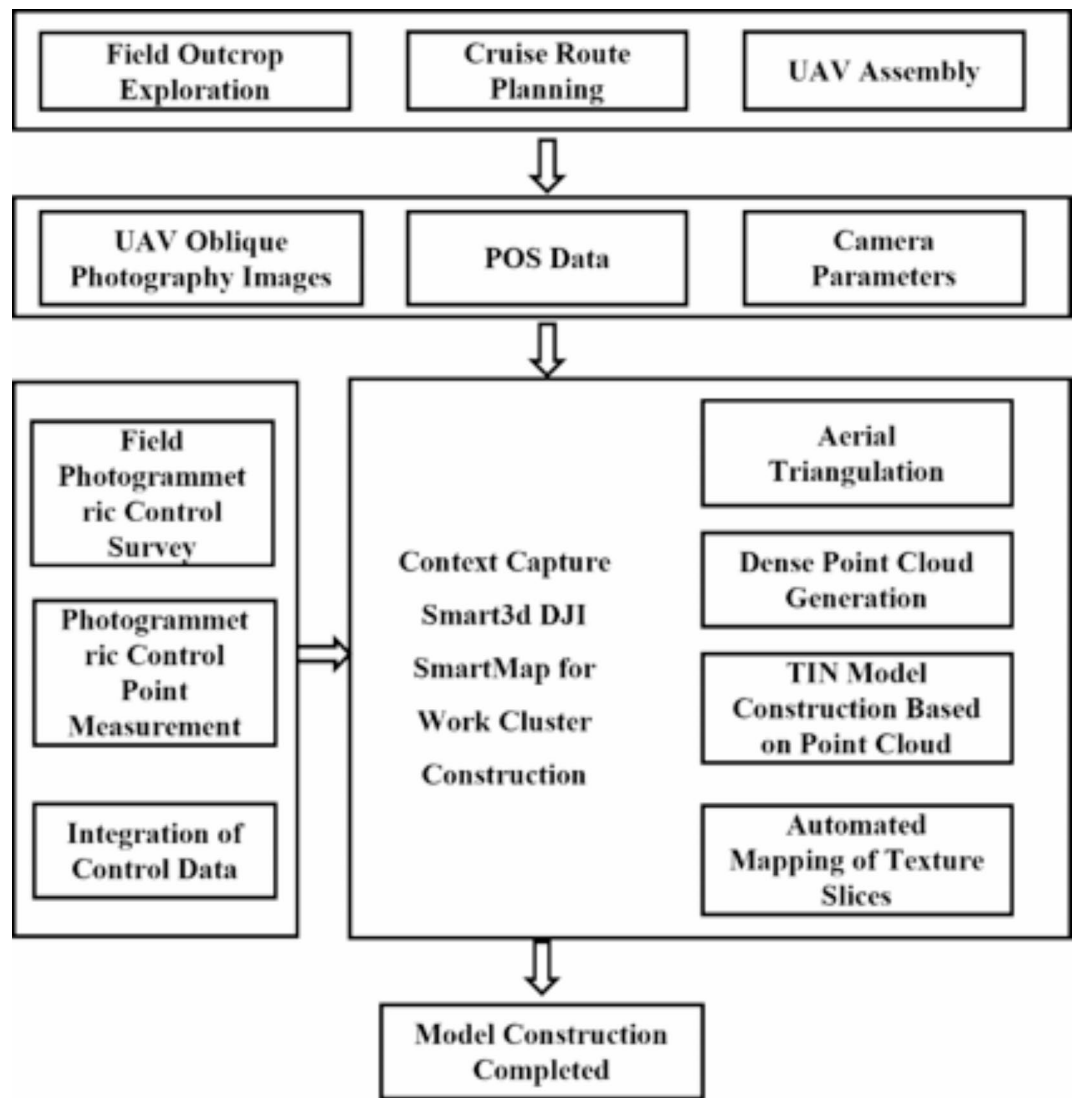 Field Outcrop
Exploration
Cruise Route
Planning
UAV Assembly
UAV Oblique
Photography Images
POS Data
Camera
Parameters
Field
Photogrammet
ric Control
Survey
Photogrammet
ric Control
Point
Measurement
Integration of
Control Data
Context Capture
Smart3d DJI
SmartMap for
Work Cluster
Construction
Aerial
Triangulation
Dense Point Cloud
Generation
TIN Model
Construction Based
on Point Cloud
Automated
Mapping of Texture
Slices
Model Construction
Completed